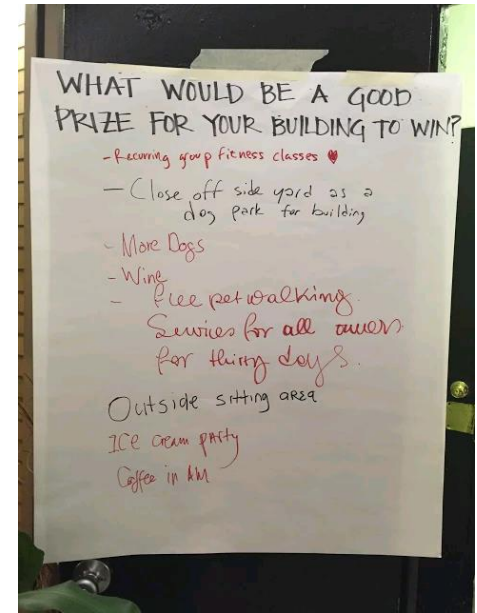 WHAT WOULD BE A GOOD
PRIZE FOR YOUR BUILDING TO WIN?
- Recurring group fitness classes ♥
- Close off side yard as a
dog park for building
- More Dogs
- Wine
- free pet walking
Services for all owners
for thirty days.
Outside sitting area
Ice cream party
Coffee in AM